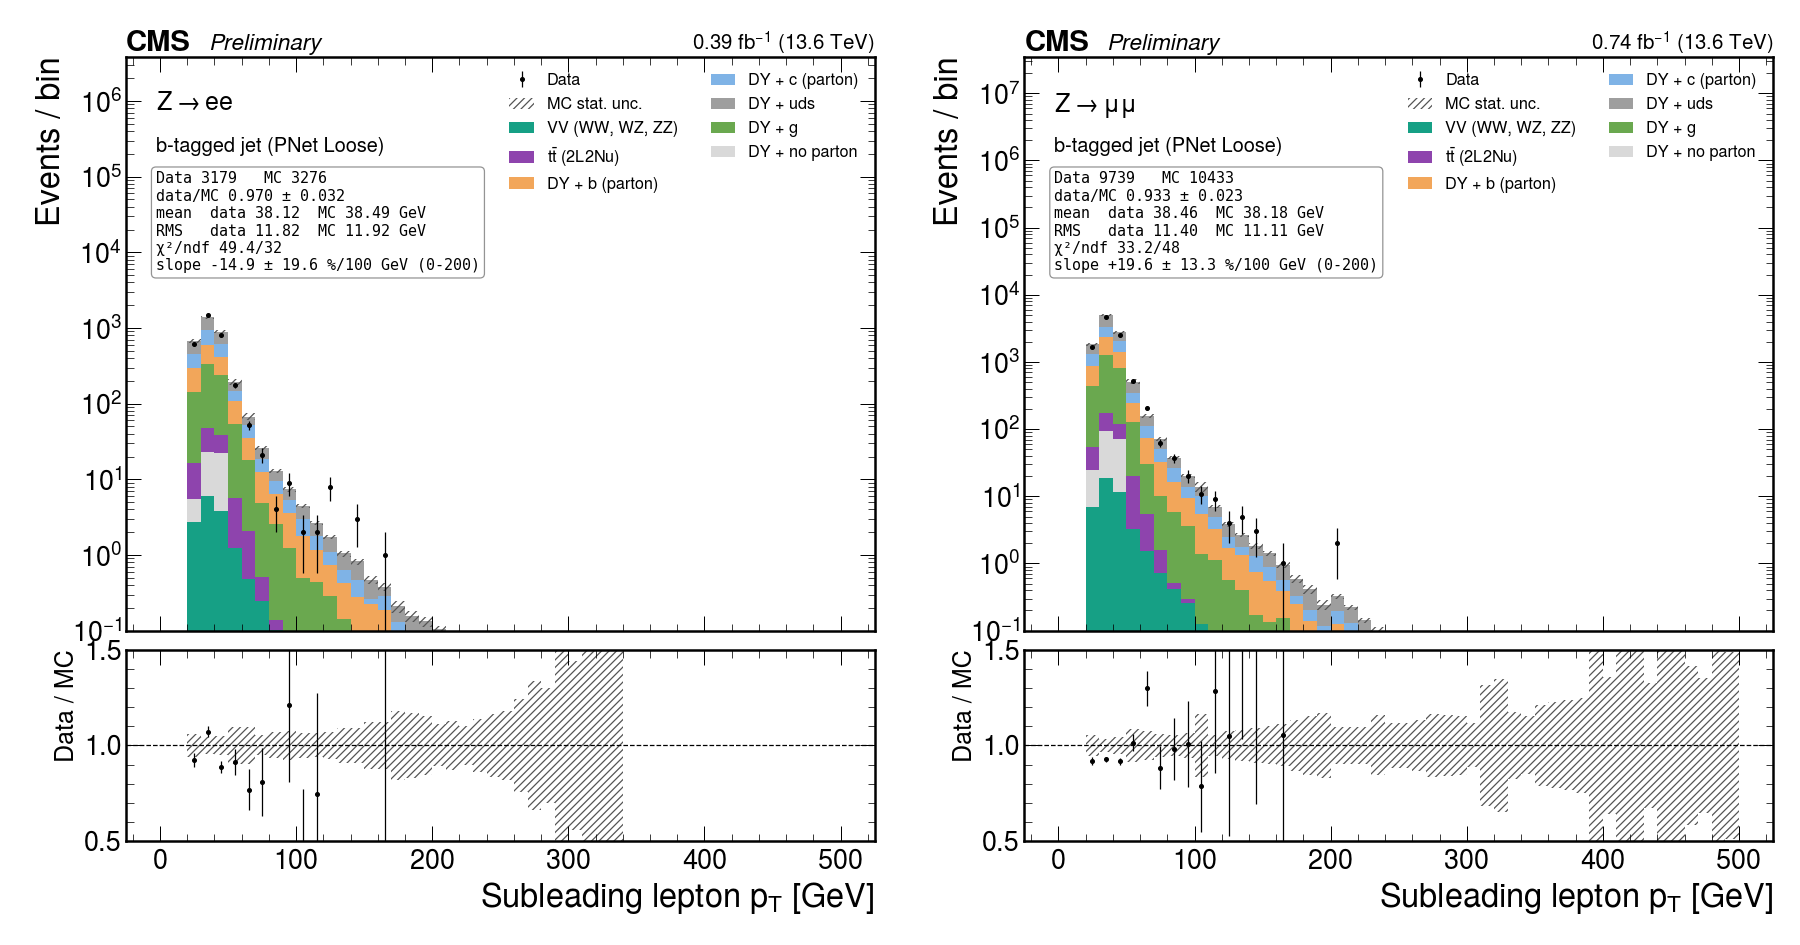 CMS Preliminary 0.39 fb⁻¹ (13.6 TeV)
Events / bin
Z→ee
b-tagged jet (PNet Loose)
Data 3179   MC 3276
data/MC 0.970 ± 0.032
mean  data 38.12  MC 38.49 GeV
RMS   data 11.82  MC 11.92 GeV
χ²/ndf 49.4/32
slope -14.9 ± 19.6 %/100 GeV (0-200)
Data
MC stat. unc.
VV (WW, WZ, ZZ)
tt̄ (2L2Nu)
DY + b (parton)
DY + c (parton)
DY + uds
DY + g
DY + no parton
10⁶
10⁵
10⁴
10³
10²
10¹
10⁰
10⁻¹
Data / MC
1.5
1.0
0.5
0 100 200 300 400 500
Subleading lepton pT [GeV]
CMS Preliminary 0.74 fb⁻¹ (13.6 TeV)
Events / bin
Z→μμ
b-tagged jet (PNet Loose)
Data 9739   MC 10433
data/MC 0.933 ± 0.023
mean  data 38.46  MC 38.18 GeV
RMS   data 11.40  MC 11.11 GeV
χ²/ndf 33.2/48
slope +19.6 ± 13.3 %/100 GeV (0-200)
Data
MC stat. unc.
VV (WW, WZ, ZZ)
tt̄ (2L2Nu)
DY + b (parton)
DY + c (parton)
DY + uds
DY + g
DY + no parton
10⁷
10⁶
10⁵
10⁴
10³
10²
10¹
10⁰
10⁻¹
Data / MC
1.5
1.0
0.5
0 100 200 300 400 500
Subleading lepton pT [GeV]